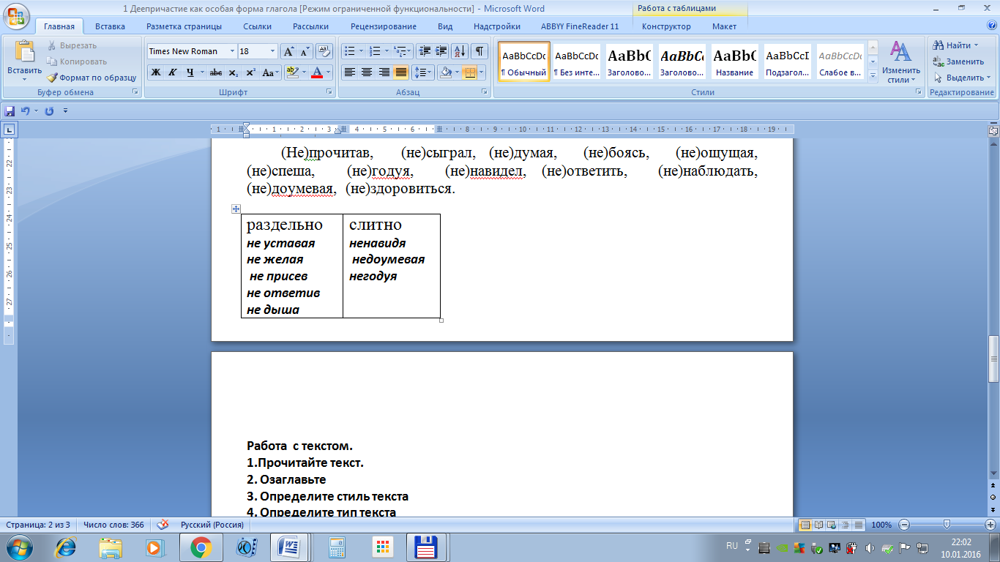 1 Деепричастие как особая форма глагола [Режим ограниченной функциональности] - Microsoft Word
Работа с таблицами
Главная Вставка Разметка страницы Ссылки Рассылки Рецензирование Вид Надстройки ABBYY FineReader 11 Конструктор Макет
Вставить
Вырезать
Копировать
Формат по образцу
Буфер обмена
Times New Roman 18
Ж К Ч abc x₂ x² Aa
Шрифт
Абзац
AaBbCcDc AaBbCcDc AaBbC AaBbCc AaBbC AaBbCcI AaBbCcDc
¶ Обычный ¶ Без инте... Заголово... Заголово... Название Подзагол... Слабое в...
Изменить стили
Стили
Найти
Заменить
Выделить
Редактирование
(Не)прочитав, (не)сыграл, (не)думая, (не)боясь, (не)ощущая,
(не)спеша, (не)годуя, (не)навидел, (не)ответить, (не)наблюдать,
(не)доумевая, (не)здоровиться.
раздельно
не уставая
не желая
не присев
не ответив
не дыша
слитно
ненавидя
недоумевая
негодуя
Работа с текстом.
1.Прочитайте текст.
2. Озаглавьте
3. Определите стиль текста
4. Определите тип текста
Страница: 2 из 3 Число слов: 366 Русский (Россия) 100%
RU
22:02
10.01.2016